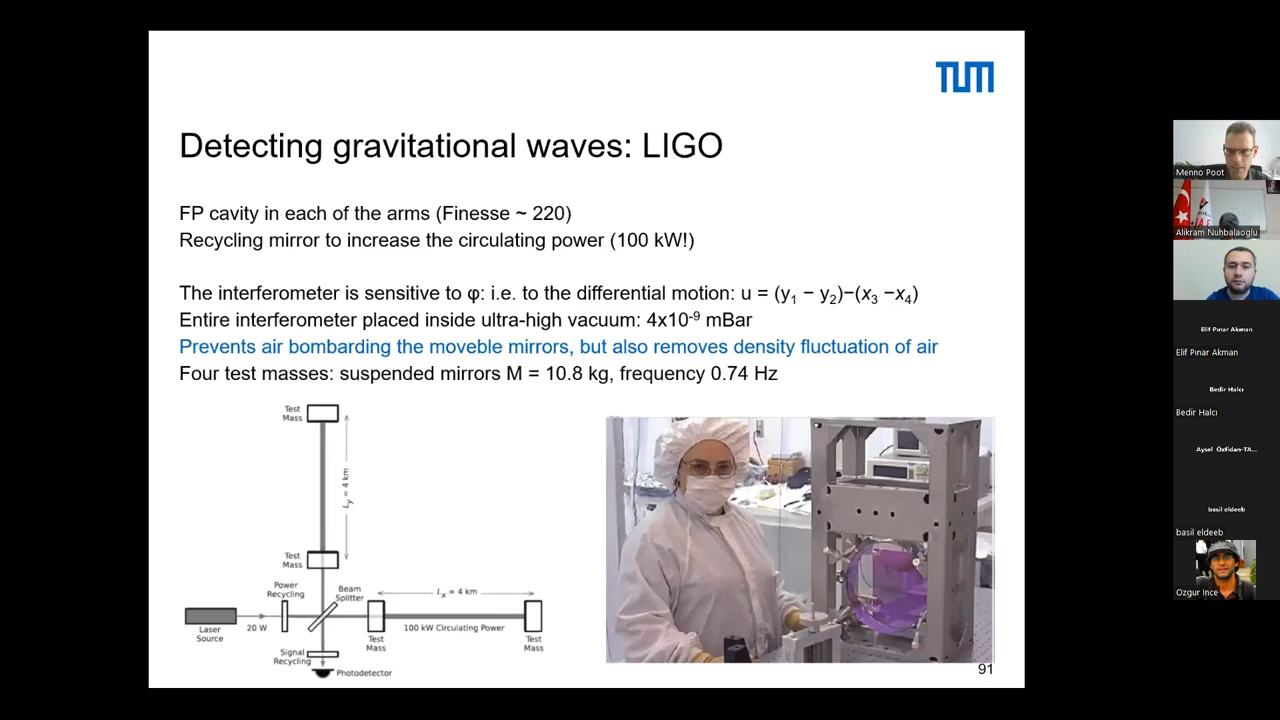 TUM
Detecting gravitational waves: LIGO
FP cavity in each of the arms (Finesse ~ 220)
Recycling mirror to increase the circulating power (100 kW!)
The interferometer is sensitive to φ: i.e. to the differential motion: u = (y₁ − y₂)−(x₃ −x₄)
Entire interferometer placed inside ultra-high vacuum: 4x10⁻⁹ mBar
Prevents air bombarding the moveble mirrors, but also removes density fluctuation of air
Four test masses: suspended mirrors M = 10.8 kg, frequency 0.74 Hz
Test
Mass
Ly = 4 km
Test
Mass
Power
Recycling
Beam
Splitter
Lx = 4 km
Laser
Source
20 W
Test
Mass
100 kW Circulating Power
Test
Mass
Signal
Recycling
Photodetector
91
Menno Poot
Alikram Nuhbalaoglu
Elif Pınar Akman
Elif Pınar Akman
Bedir Halcı
Bedir Halcı
Aysel Özfidan-TA...
basil eldeeb
basil eldeeb
Ozgur Ince